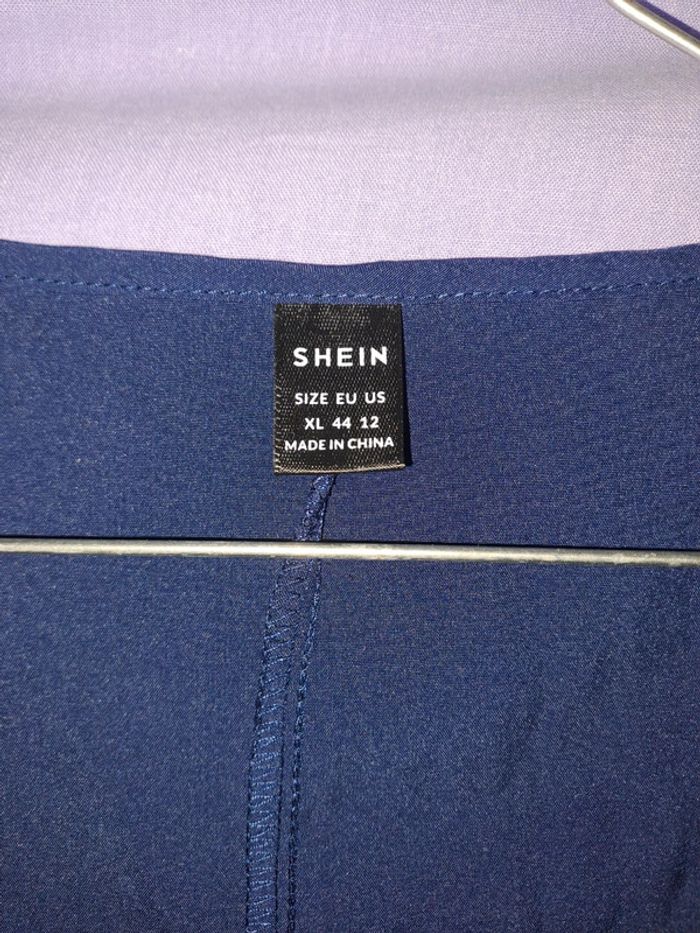 SHEIN
SIZE EU US
XL 44 12
MADE IN CHINA